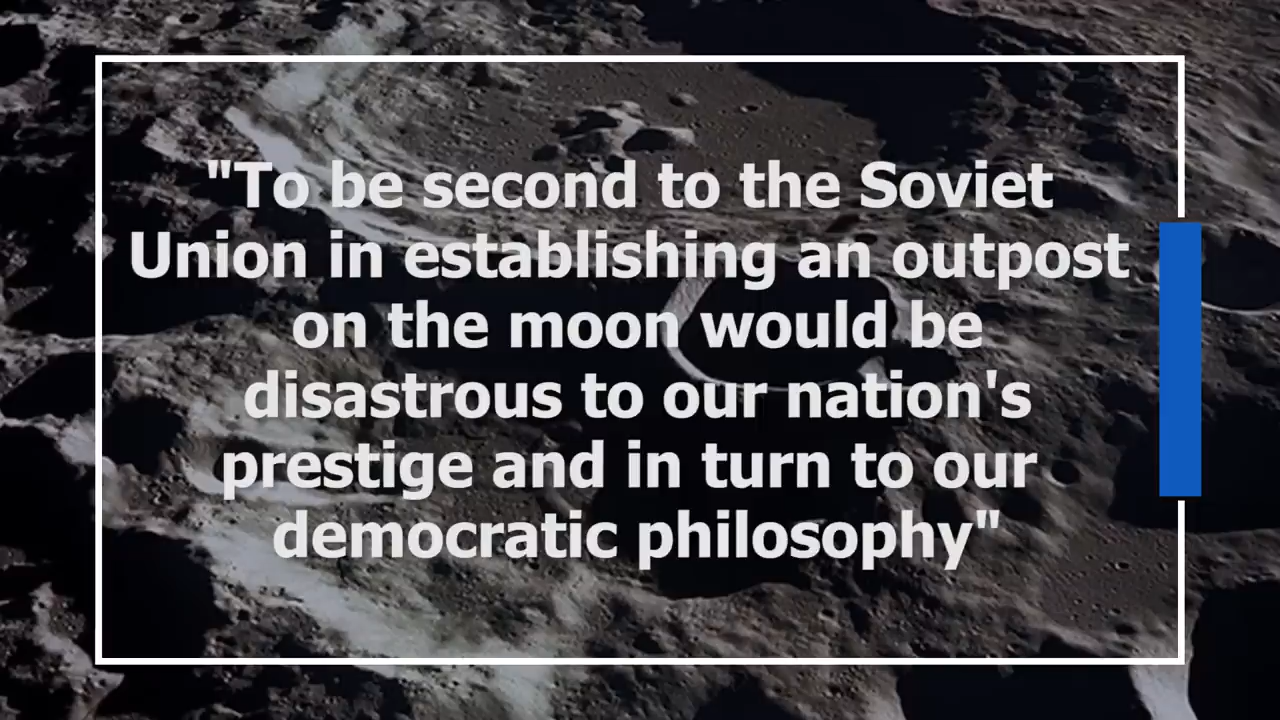 "To be second to the Soviet
Union in establishing an outpost
on the moon would be
disastrous to our nation's
prestige and in turn to our
democratic philosophy"